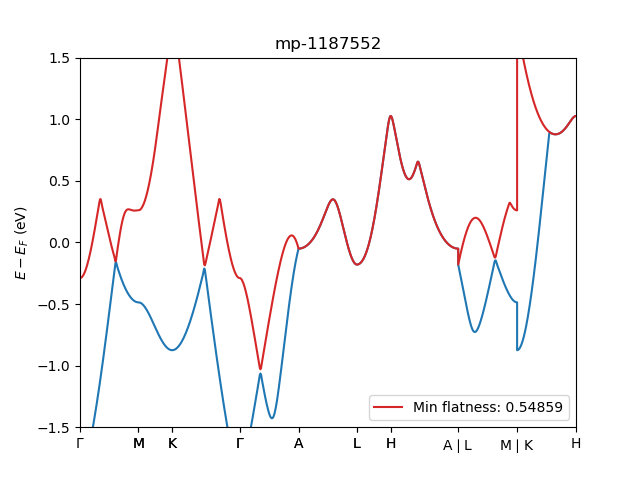 mp-1187552
E − E_F (eV)
1.5
1.0
0.5
0.0
−0.5
−1.0
−1.5
Min flatness: 0.54859
Γ M K Γ A L H A | L M | K H